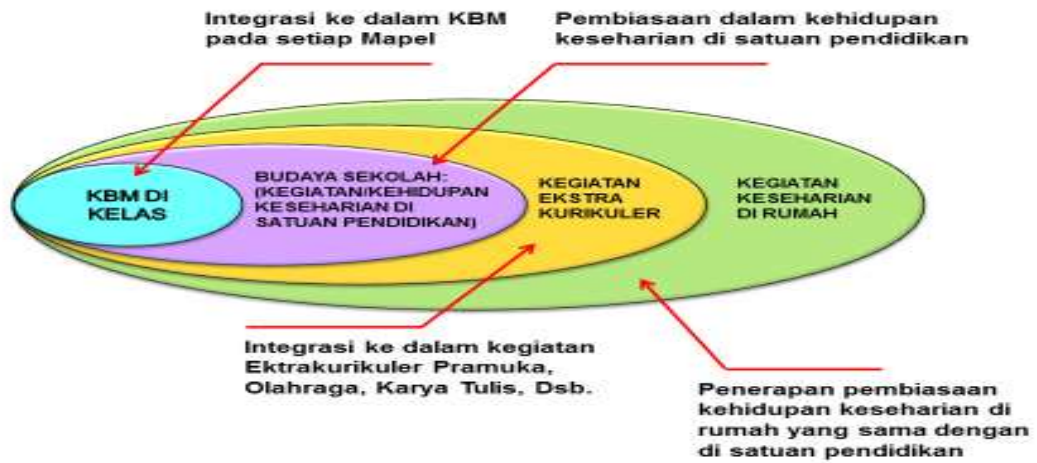 Integrasi ke dalam KBM
pada setiap Mapel
Pembiasaan dalam kehidupan
keseharian di satuan pendidikan
KBM DI
KELAS
BUDAYA SEKOLAH:
(KEGIATAN/KEHIDUPAN
KESEHARIAN DI
SATUAN PENDIDIKAN)
KEGIATAN
EKSTRA
KURIKULER
KEGIATAN
KESEHARIAN
DI RUMAH
Integrasi ke dalam kegiatan
Ektrakurikuler Pramuka,
Olahraga, Karya Tulis, Dsb.
Penerapan pembiasaan
kehidupan keseharian di
rumah yang sama dengan
di satuan pendidikan